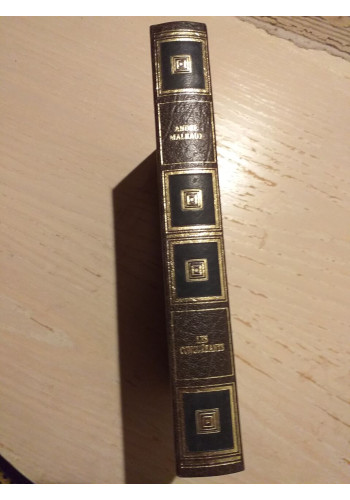 ANDRÉ
MALRAUX
LES
CONQUÉRANTS